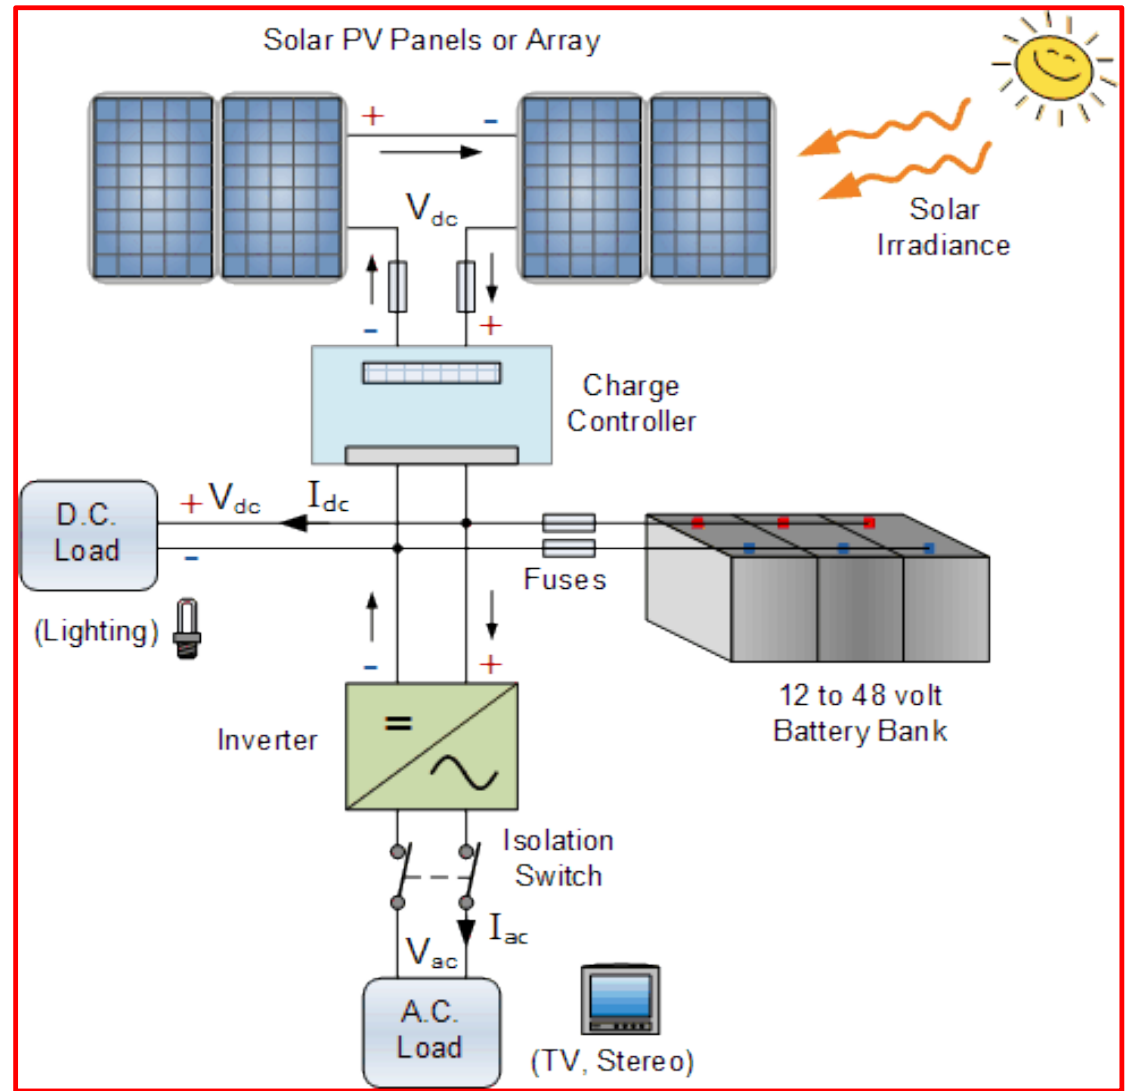 Solar PV Panels or Array
+
-
Vdc
Solar
Irradiance
-
+
Charge
Controller
D.C.
Load
+
Vdc
Idc
-
Fuses
(Lighting)
-
+
12 to 48 volt
Battery Bank
Inverter
=
Isolation
Switch
Iac
Vac
A.C.
Load
(TV, Stereo)